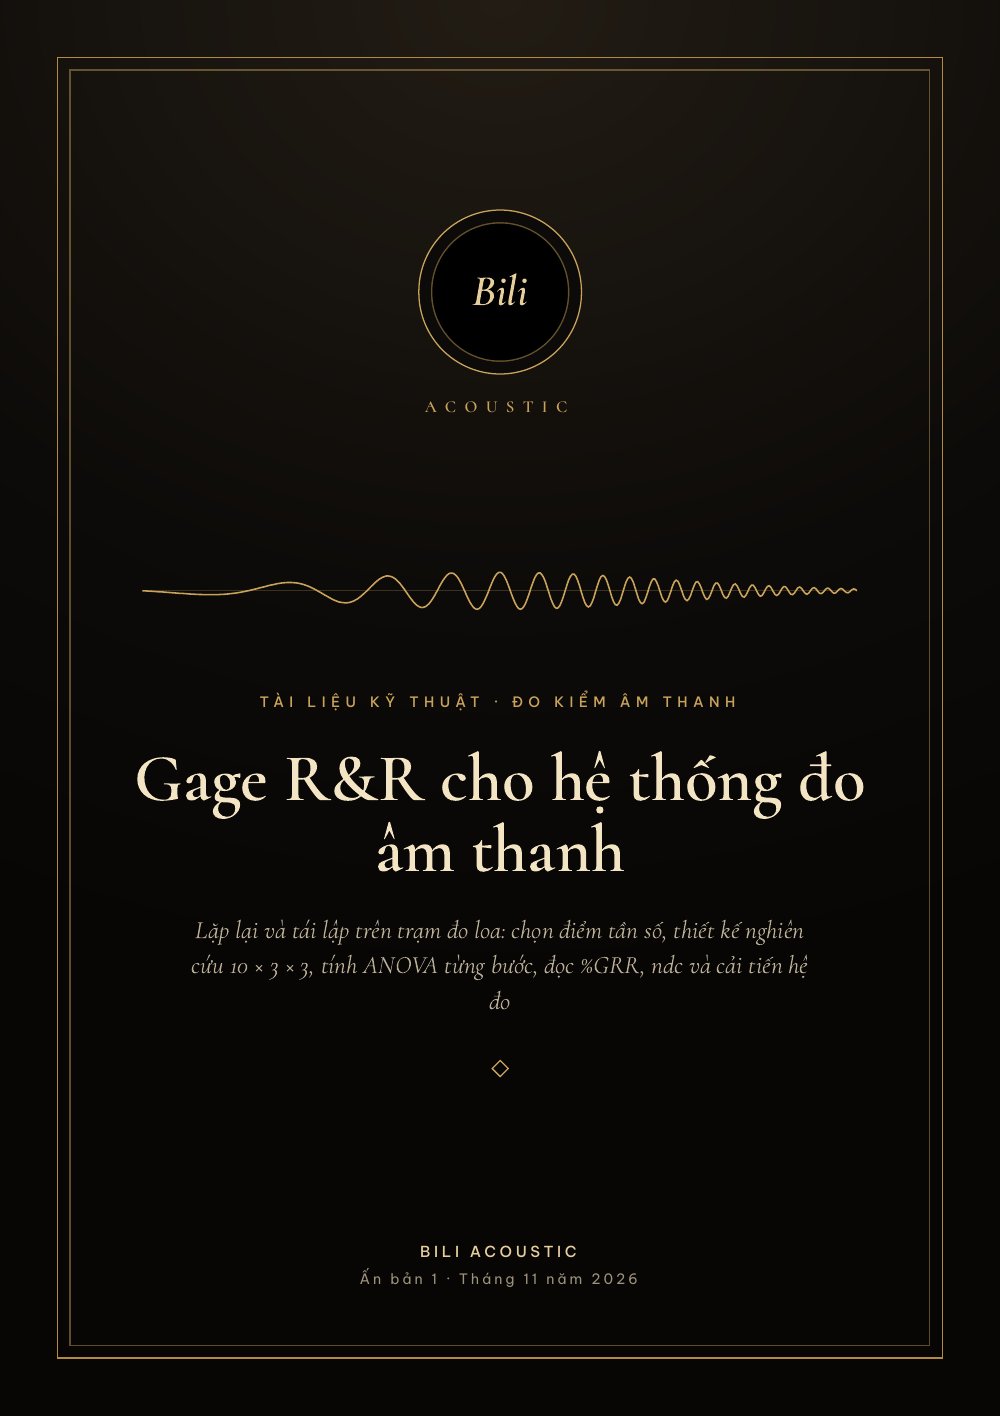 Bili
ACOUSTIC
TÀI LIỆU KỸ THUẬT · ĐO KIỂM ÂM THANH
Gage R&R cho hệ thống đo
âm thanh
Lặp lại và tái lập trên trạm đo loa: chọn điểm tần số, thiết kế nghiên
cứu 10 × 3 × 3, tính ANOVA từng bước, đọc %GRR, ndc và cải tiến hệ
đo
BILI ACOUSTIC
Ấn bản 1 · Tháng 11 năm 2026